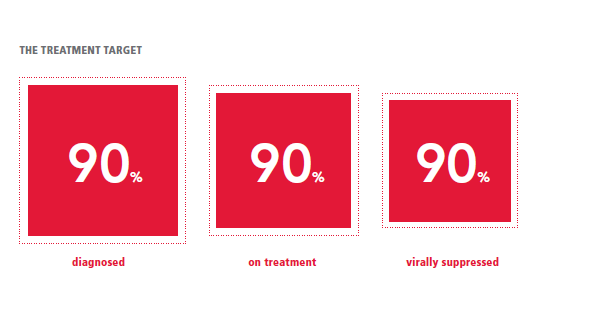 THE TREATMENT TARGET
90% 90% 90%
diagnosed on treatment virally suppressed